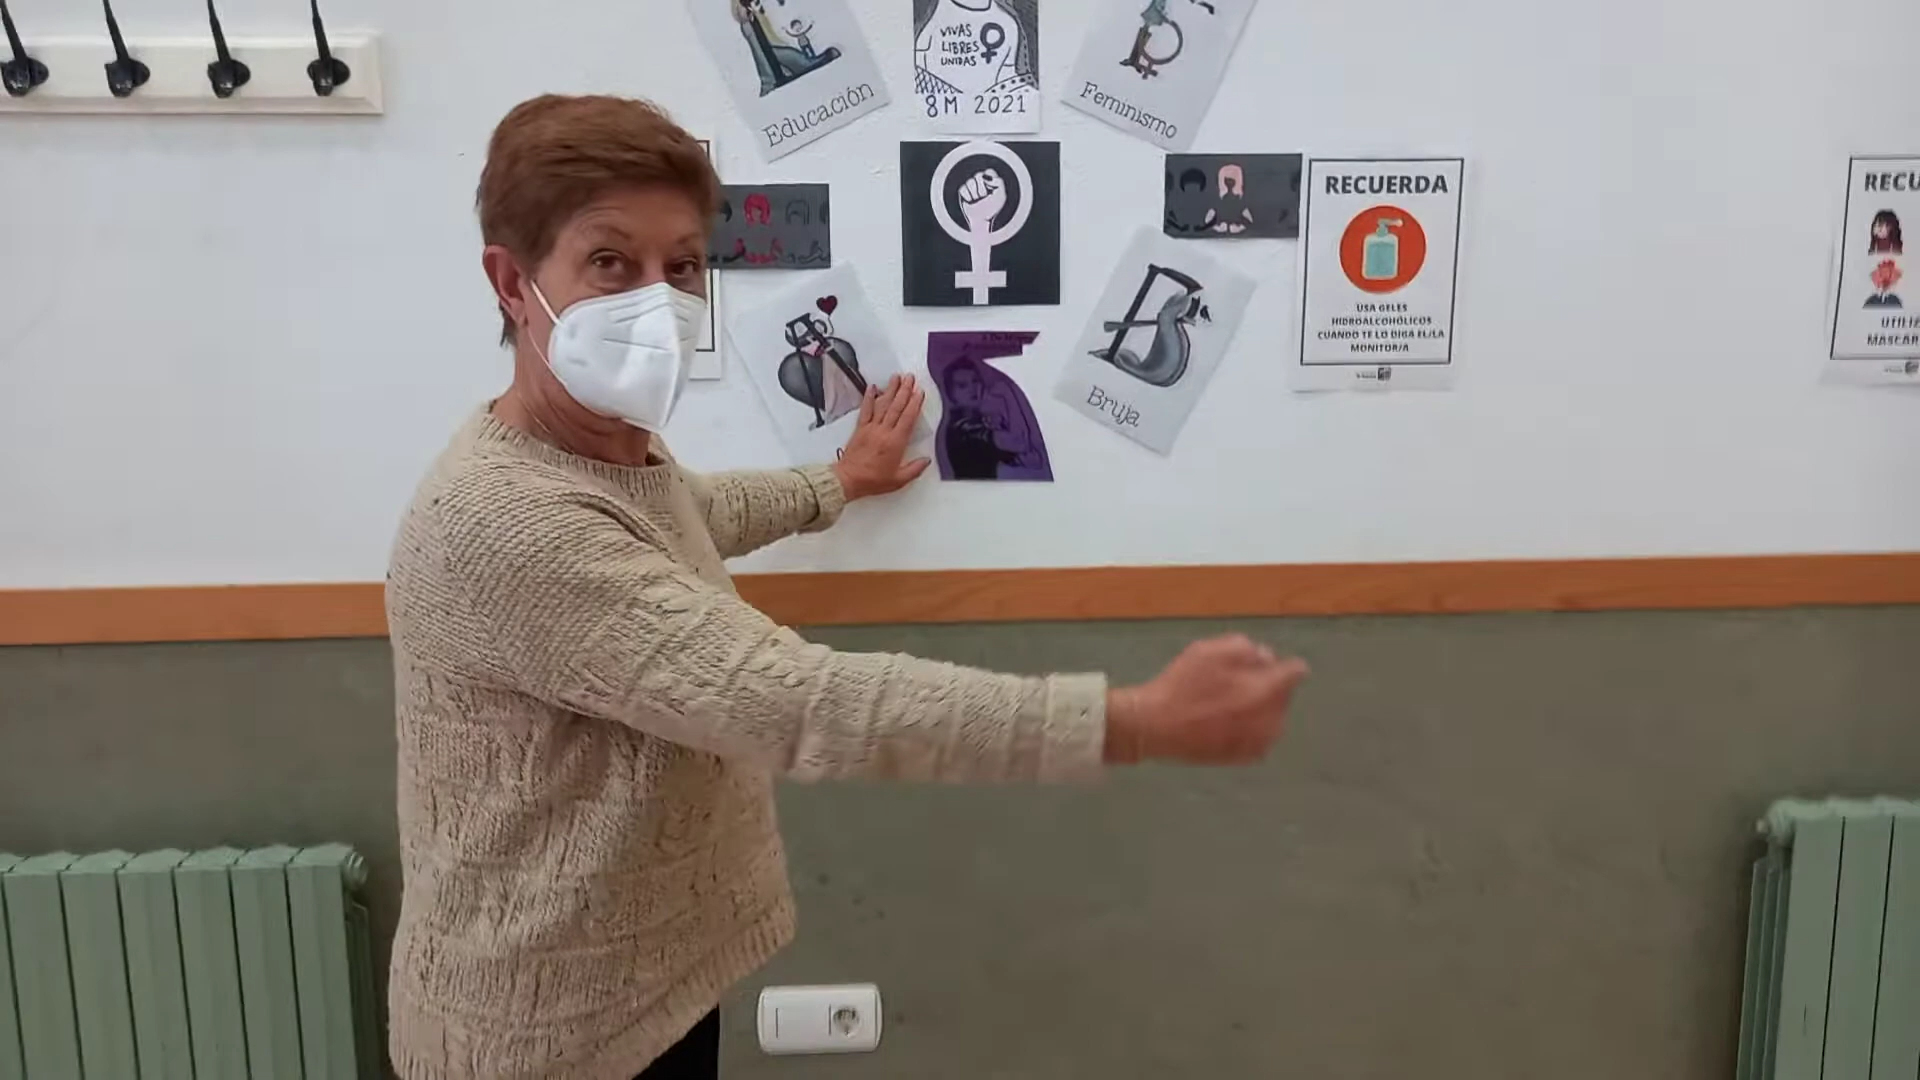 Educación
VIVAS
LIBRES
UNIDAS
8M 2021
Feminismo
Bruja
RECUERDA
USA GELES
HIDROALCOHÓLICOS
CUANDO TE LO DIGA EL/LA
MONITOR/A
RECU
UTILIZ
MASCAR